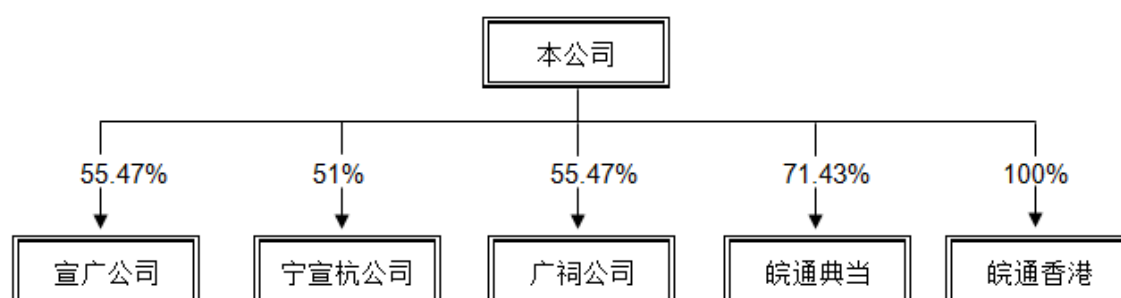 本公司
55.47%
51%
55.47%
71.43%
100%
宣广公司
宁宣杭公司
广祠公司
皖通典当
皖通香港